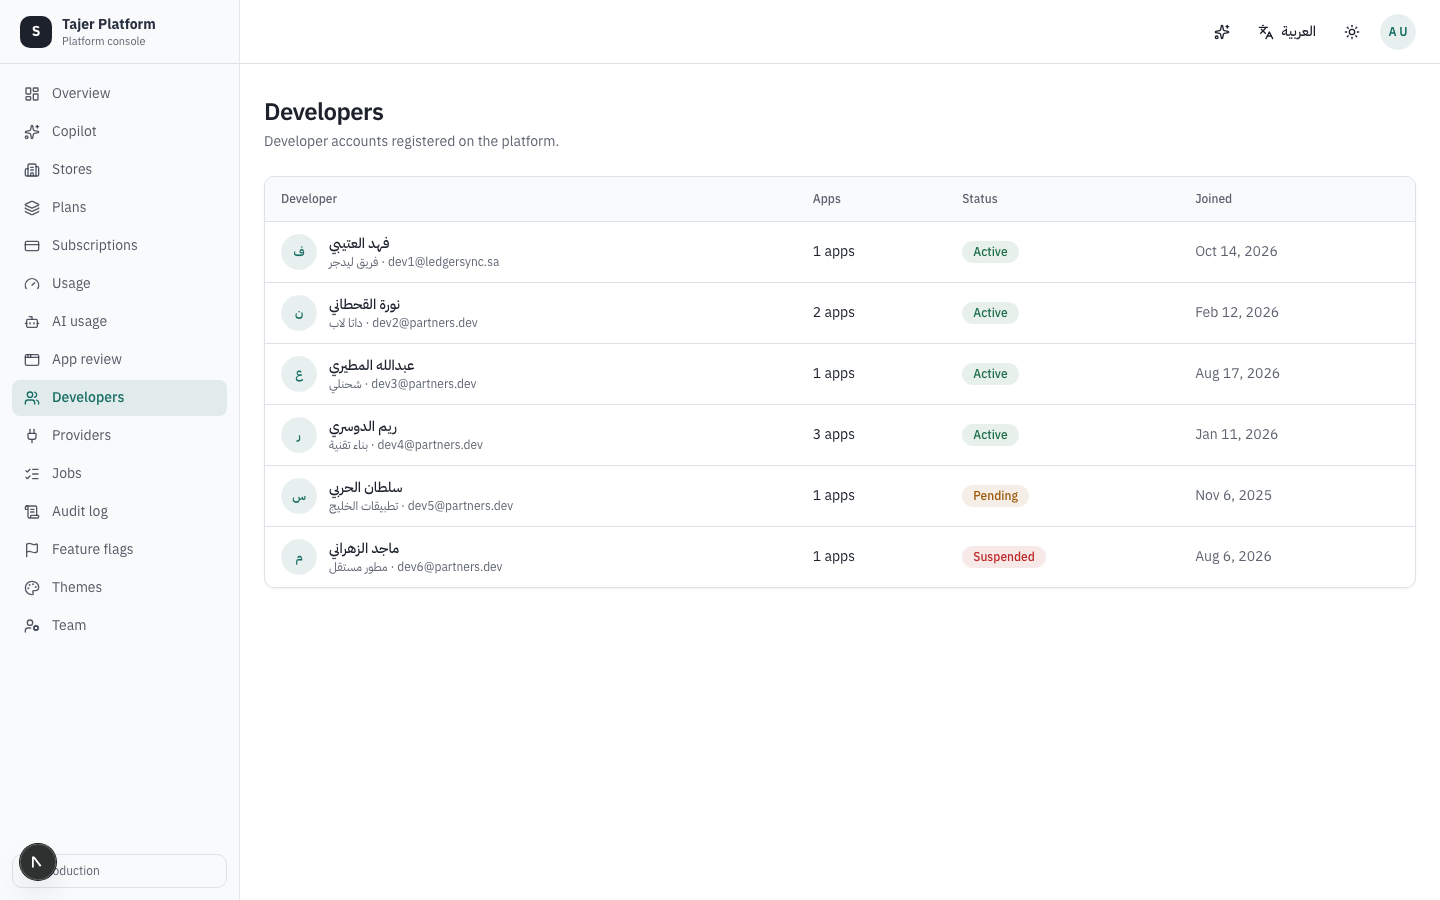 S
Tajer Platform
Platform console
العربية
A U
Overview
Copilot
Stores
Plans
Subscriptions
Usage
AI usage
App review
Developers
Providers
Jobs
Audit log
Feature flags
Themes
Team
oduction
Developers
Developer accounts registered on the platform.
Developer Apps Status Joined
ف
فهد العتيبي
فريق ليدجر · dev1@ledgersync.sa
1 apps Active Oct 14, 2026
ن
نورة القحطاني
داتا لاب · dev2@partners.dev
2 apps Active Feb 12, 2026
ع
عبدالله المطيري
شحنلي · dev3@partners.dev
1 apps Active Aug 17, 2026
ر
ريم الدوسري
بناء تقنية · dev4@partners.dev
3 apps Active Jan 11, 2026
س
سلطان الحربي
تطبيقات الخليج · dev5@partners.dev
1 apps Pending Nov 6, 2025
م
ماجد الزهراني
مطور مستقل · dev6@partners.dev
1 apps Suspended Aug 6, 2026